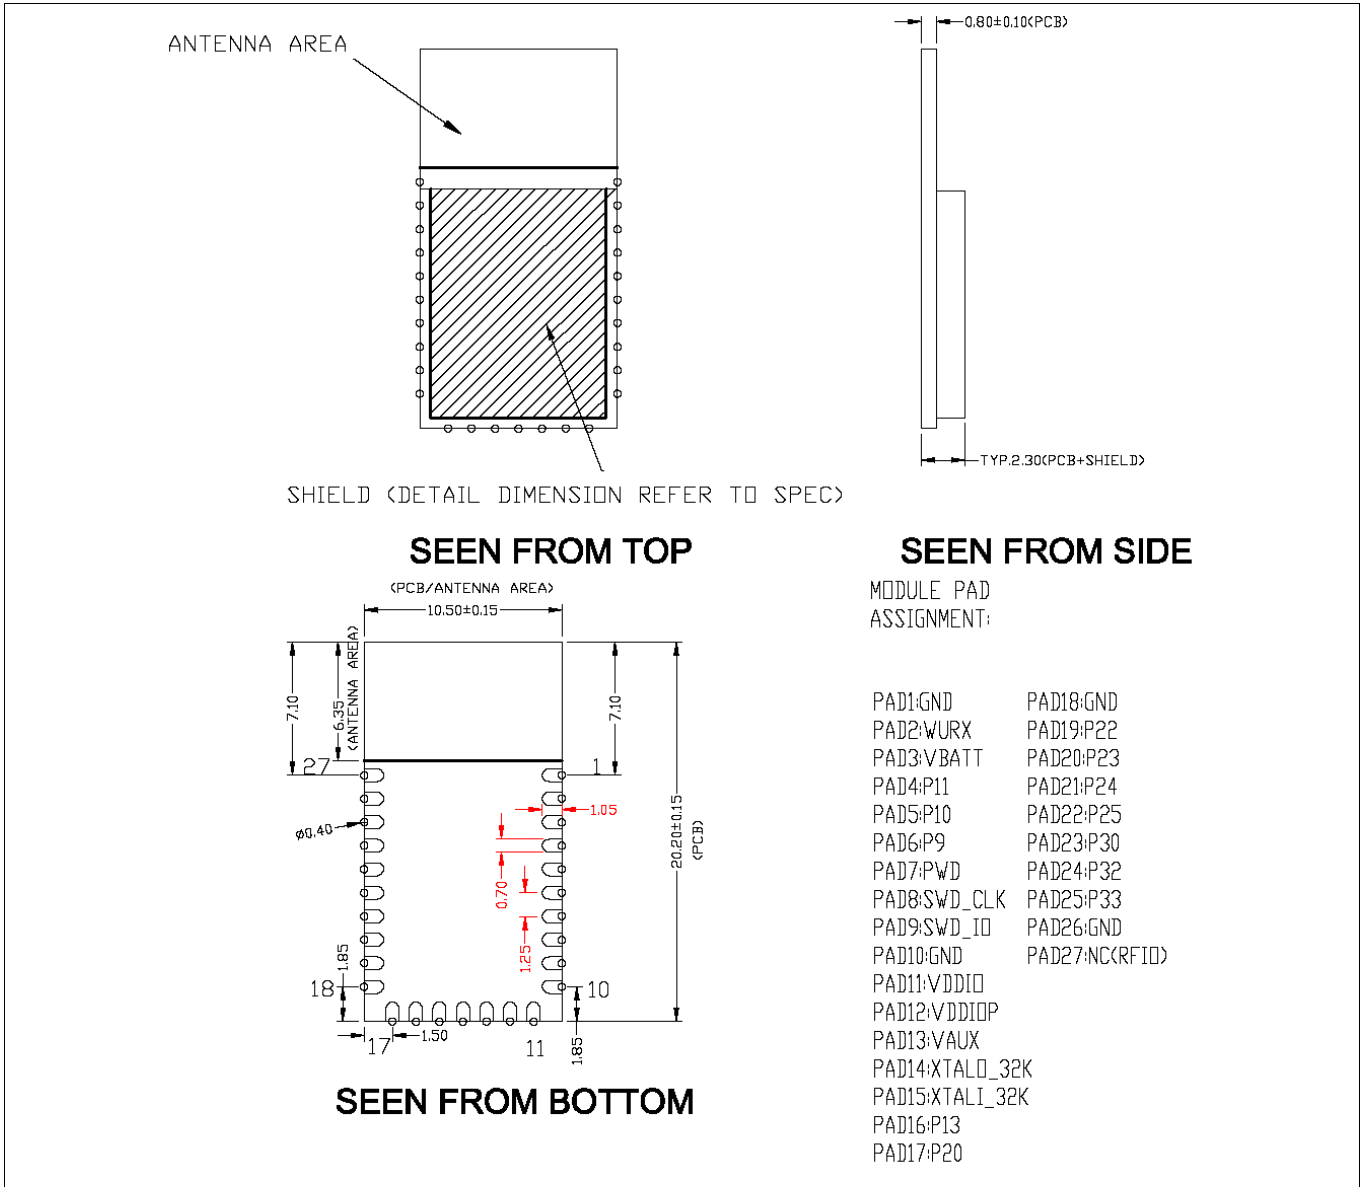 ANTENNA AREA
0.80±0.10(PCB)
TYP.2.30(PCB+SHIELD)
SHIELD (DETAIL DIMENSION REFER TO SPEC)
SEEN FROM TOP
SEEN FROM SIDE
(PCB/ANTENNA AREA)
10.50±0.15
7.10
6.35
(ANTENNA AREA)
7.10
27
1
ø0.40
1.05
0.70
1.25
20.20±0.15
(PCB)
1.85
18
10
17
1.50
11
1.85
SEEN FROM BOTTOM
MODULE PAD
ASSIGNMENT:
PAD1:GND PAD18:GND
PAD2:WURX PAD19:P22
PAD3:VBATT PAD20:P23
PAD4:P11 PAD21:P24
PAD5:P10 PAD22:P25
PAD6:P9 PAD23:P30
PAD7:PWD PAD24:P32
PAD8:SWD_CLK PAD25:P33
PAD9:SWD_IO PAD26:GND
PAD10:GND PAD27:NC(RFIO)
PAD11:VDDIO
PAD12:VDDIOP
PAD13:VAUX
PAD14:XTALO_32K
PAD15:XTALI_32K
PAD16:P13
PAD17:P20